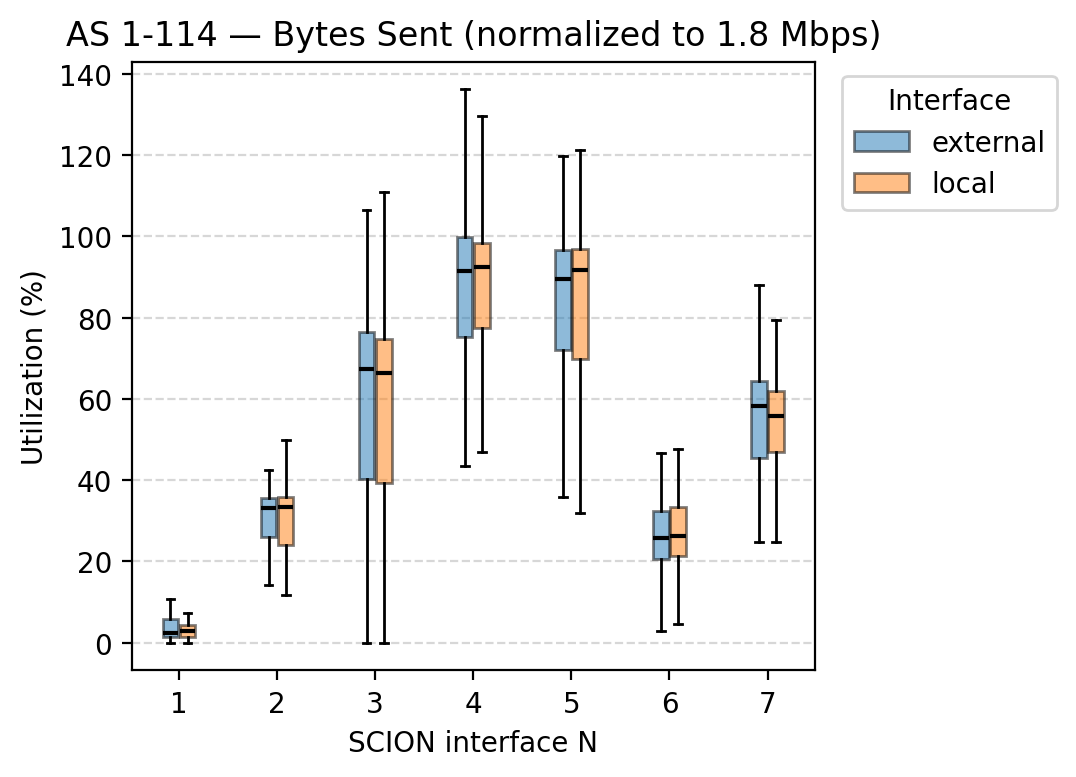 AS 1-114 — Bytes Sent (normalized to 1.8 Mbps)
140
120
100
80
60
40
20
0
Utilization (%)
1 2 3 4 5 6 7
SCION interface N
Interface
external
local